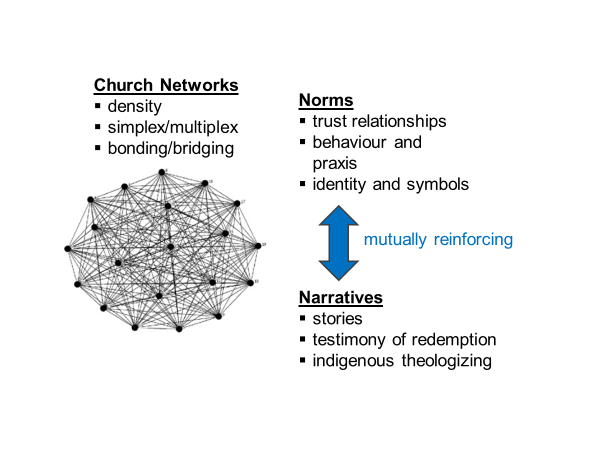 Church Networks
▪ density
▪ simplex/multiplex
▪ bonding/bridging
Norms
▪ trust relationships
▪ behaviour and
praxis
▪ identity and symbols
mutually reinforcing
Narratives
▪ stories
▪ testimony of redemption
▪ indigenous theologizing